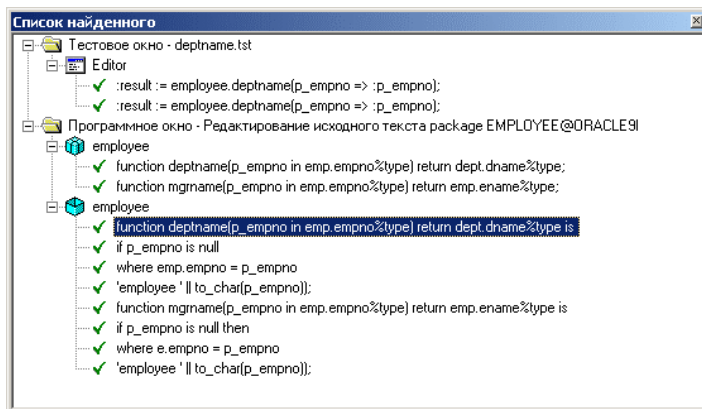 Список найденного
Тестовое окно - deptname.tst
Editor
:result := employee.deptname(p_empno => :p_empno);
:result := employee.deptname(p_empno => :p_empno);
Программное окно - Редактирование исходного текста package EMPLOYEE@ORACLE9I
employee
function deptname(p_empno in emp.empno%type) return dept.dname%type;
function mgrname(p_empno in emp.empno%type) return emp.ename%type;
employee
function deptname(p_empno in emp.empno%type) return dept.dname%type is
if p_empno is null
where emp.empno = p_empno
'employee ' || to_char(p_empno));
function mgrname(p_empno in emp.empno%type) return emp.ename%type is
if p_empno is null then
where e.empno = p_empno
'employee ' || to_char(p_empno));